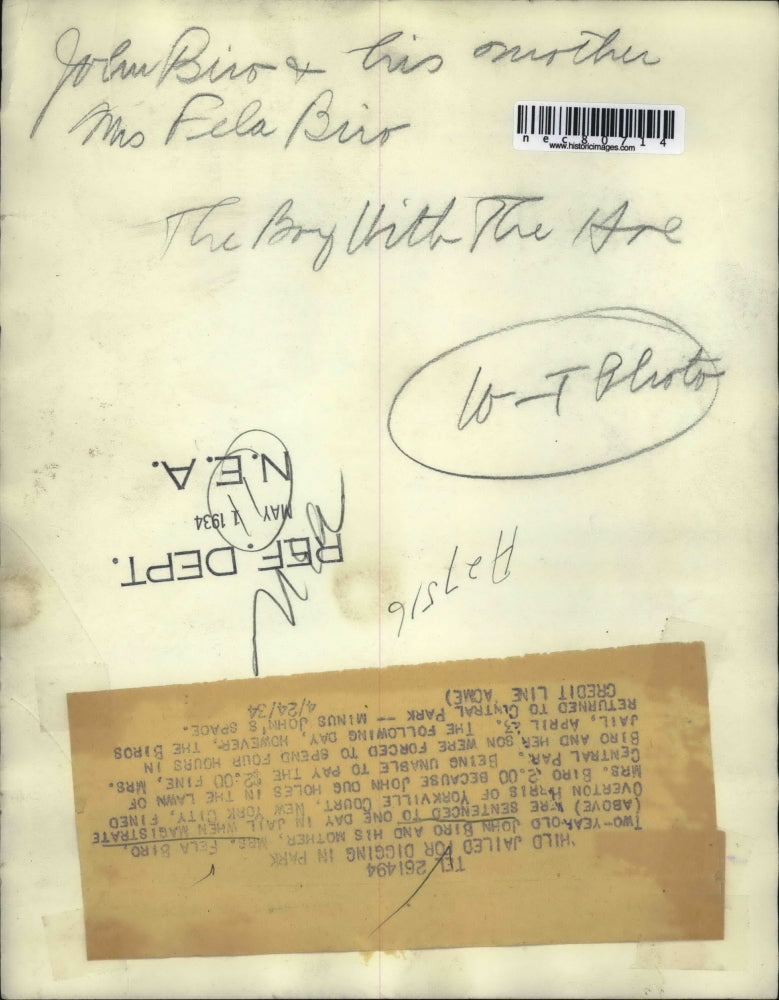 John Biro & his mother
Mrs Fela Biro
nec80714
www.historicimages.com
The Boy With The Hoe
W-T Photo
REF DEPT.
MAY 1 1934
N.E.A.
A27516
TEL 261494
HILD JAILED FOR DIGGING IN PARK
TWO-YEAR-OLD JOHN BIRO AND HIS MOTHER, MRS. FELA BIRO,
(ABOVE) WERE SENTENCED TO ONE DAY IN JAIL WHEN MAGISTRATE
OVERTON HARRIS OF YORKVILLE COURT, NEW YORK CITY, FINED
MRS. BIRO $2.00 BECAUSE JOHN DUG HOLES IN THE LAWN OF
CENTRAL PAR. BEING UNABLE TO PAY THE $2.00 FINE, MRS.
BIRO AND HER SON WERE FORCED TO SPEND FOUR HOURS IN
JAIL, APRIL 23. THE FOLLOWING DAY, HOWEVER, THE BIROS
RETURNED TO CENTRAL PARK -- MINUS JOHN'S SPADE.
CREDIT LINE ACME) 4/24/34